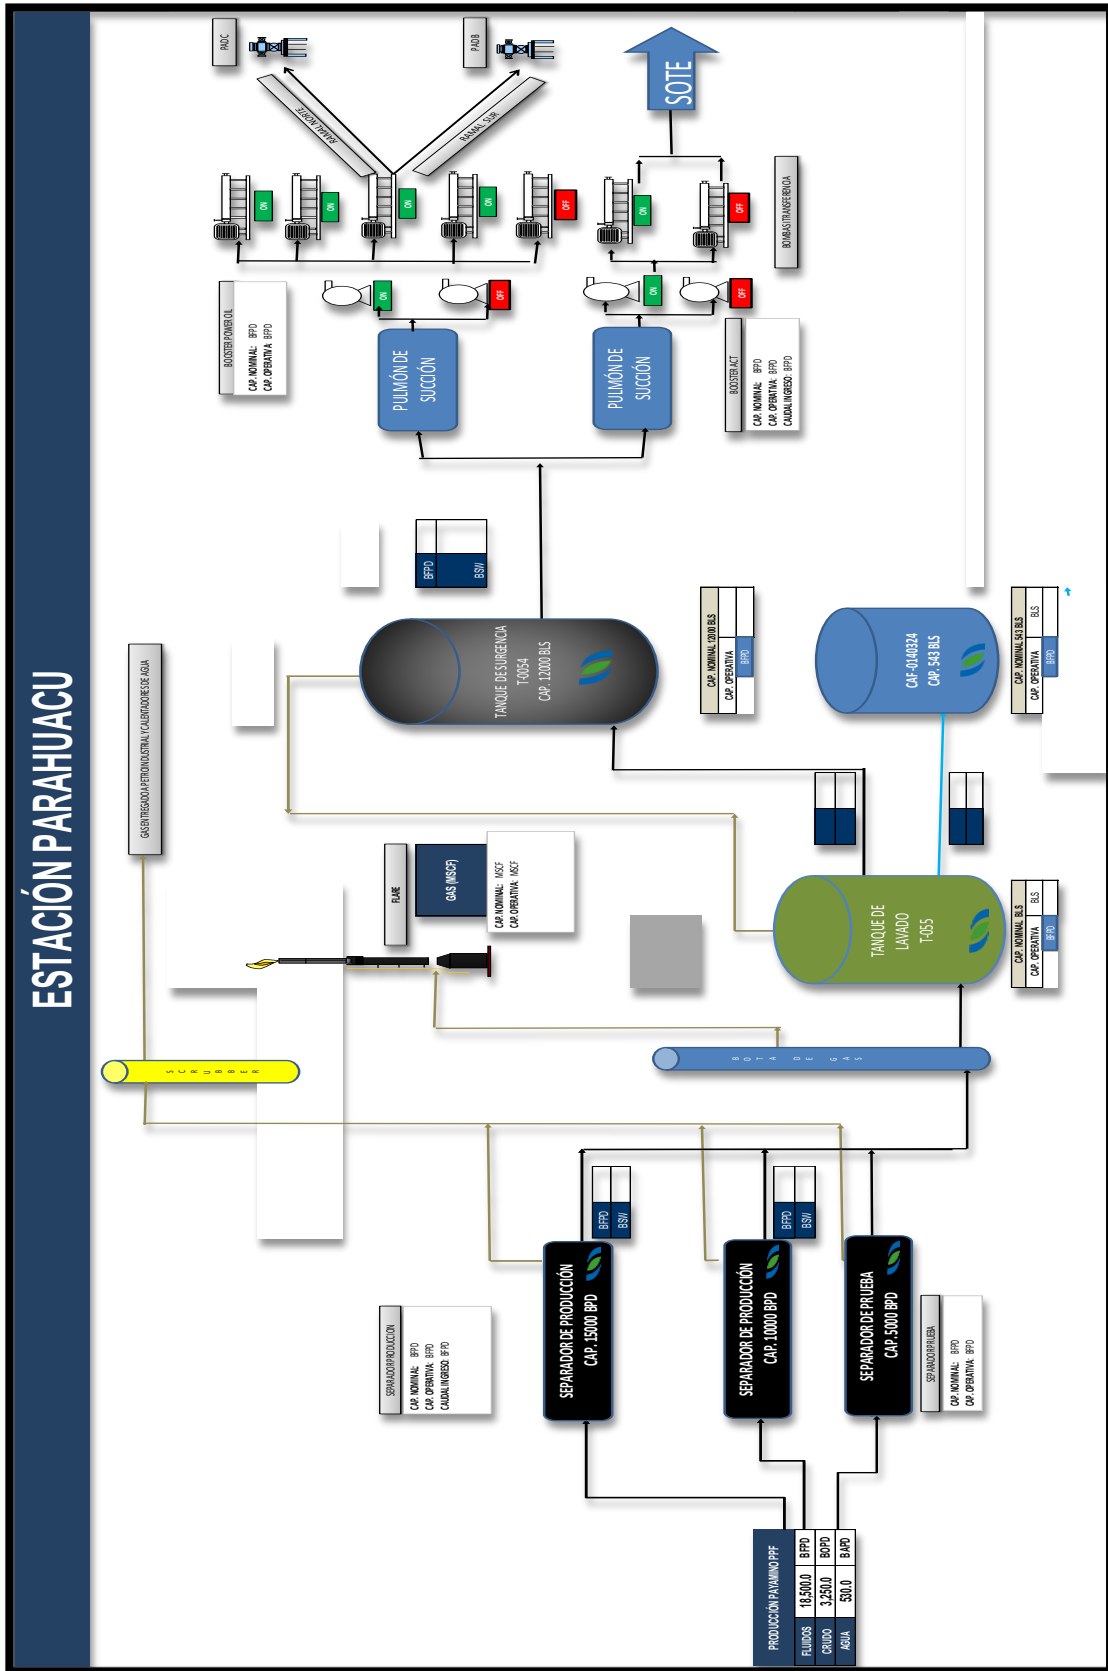 ESTACIÓN PARAHUACU
PRODUCCIÓN PAYAMINO PPF
FLUIDOS 18,500.0 BFPD
CRUDO 3,250.0 BOPD
AGUA 530.0 BAPD
SEPARADOR PRODUCCION
CAP. NOMINAL: BFPD
CAP. OPERATIVA: BFPD
CAUDAL INGRESO: BFPD
SEPARADOR DE PRODUCCIÓN
CAP. 15000 BPD
SEPARADOR DE PRODUCCIÓN
CAP. 10000 BPD
SEPARADOR DE PRUEBA
CAP. 5000 BPD
SEPARADOR PRUEBA
CAP. NOMINAL: BFPD
CAP. OPERATIVA: BFPD
BFPD
BSW
BFPD
BSW
SCRUBBER
BOTA DE GAS
GAS ENTREGADO A PETROINDUSTRIAL Y CALENTADORES DE AGUA
FLARE
GAS (MSCF)
CAP. NOMINAL: MSCF
CAP. OPERATIVA: MSCF
TANQUE DE
LAVADO
T-055
CAP. NOMINAL BLS
CAP. OPERATIVA BLS
BFPD
TANQUE DE SURGENCIA
T-0054
CAP. 12000 BLS
CAP. NOMINAL 12000 BLS
CAP. OPERATIVA
BFPD
CAF-0140324
CAP. 543 BLS
CAP. NOMINAL 543 BLS
CAP. OPERATIVA BLS
BFPD
BFPD
BSW
PULMÓN DE
SUCCIÓN
PULMÓN DE
SUCCIÓN
BOOSTER POWER OIL
CAP. NOMINAL: BFPD
CAP. OPERATIVA: BFPD
BOOSTER ACT
CAP. NOMINAL: BFPD
CAP. OPERATIVA: BFPD
CAUDAL INGRESO: BFPD
ON
OFF
ON
OFF
ON
ON
ON
ON
OFF
ON
OFF
BOMBAS TRANSFERENCIA
RAMAL NORTE
RAMAL SUR
PAD C
PAD B
SOTE